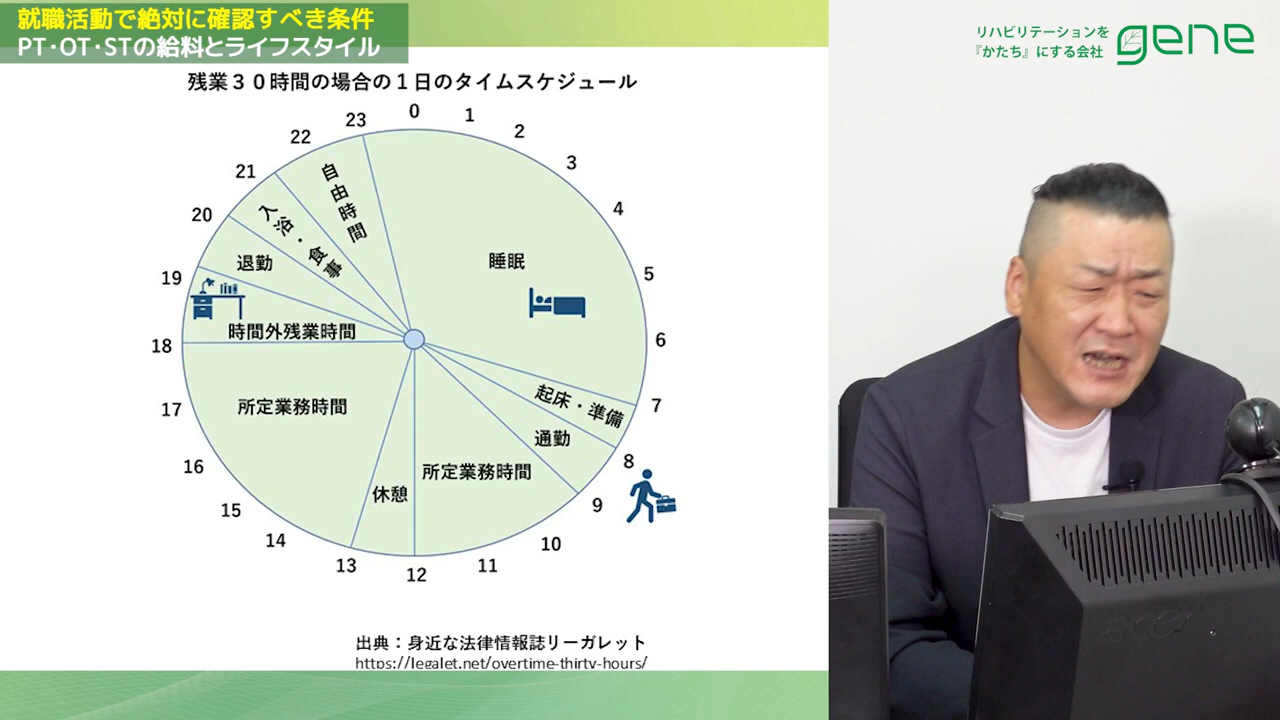 就職活動で絶対に確認すべき条件
PT・OT・STの給料とライフスタイル
リハビリテーションを
『かたち』にする会社
gene
残業３０時間の場合の１日のタイムスケジュール
0
1
2
3
4
5
6
7
8
9
10
11
12
13
14
15
16
17
18
19
20
21
22
23
睡眠
起床・準備
通勤
所定業務時間
休憩
所定業務時間
時間外残業時間
退勤
入浴・食事
自由時間
出典：身近な法律情報誌リーガレット
https://legalet.net/overtime-thirty-hours/
acer